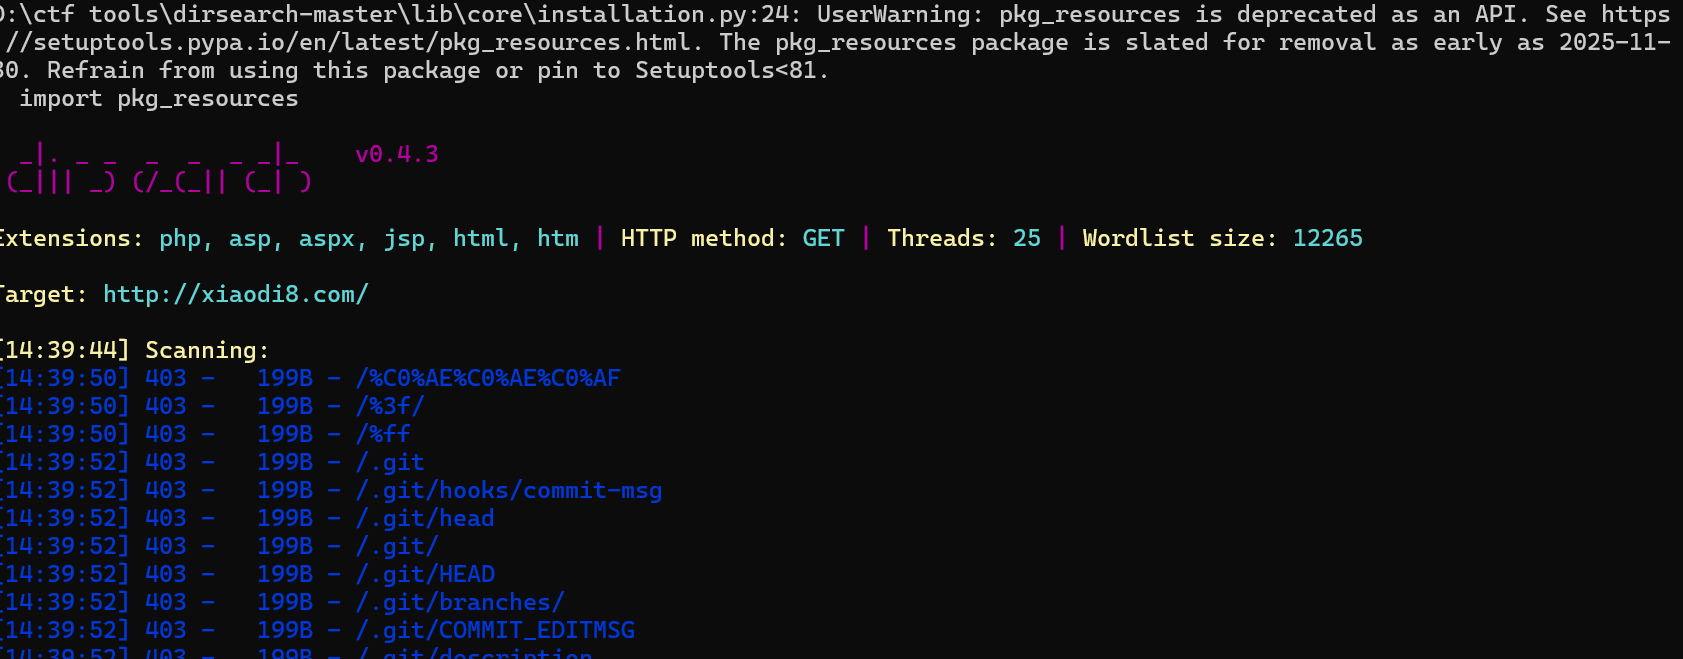 D:\ctf tools\dirsearch-master\lib\core\installation.py:24: UserWarning: pkg_resources is deprecated as an API. See https
://setuptools.pypa.io/en/latest/pkg_resources.html. The pkg_resources package is slated for removal as early as 2025-11-
30. Refrain from using this package or pin to Setuptools<81.
  import pkg_resources
  _|. _ _  _  _  _ _|_    v0.4.3
 (_||| _) (/_(_|| (_| )
Extensions: php, asp, aspx, jsp, html, htm | HTTP method: GET | Threads: 25 | Wordlist size: 12265
Target: http://xiaodi8.com/
[14:39:44] Scanning:
[14:39:50] 403 -   199B - /%C0%AE%C0%AE%C0%AF
[14:39:50] 403 -   199B - /%3f/
[14:39:50] 403 -   199B - /%ff
[14:39:52] 403 -   199B - /.git
[14:39:52] 403 -   199B - /.git/hooks/commit-msg
[14:39:52] 403 -   199B - /.git/head
[14:39:52] 403 -   199B - /.git/
[14:39:52] 403 -   199B - /.git/HEAD
[14:39:52] 403 -   199B - /.git/branches/
[14:39:52] 403 -   199B - /.git/COMMIT_EDITMSG
[14:39:52] 403 -   199B - /.git/description